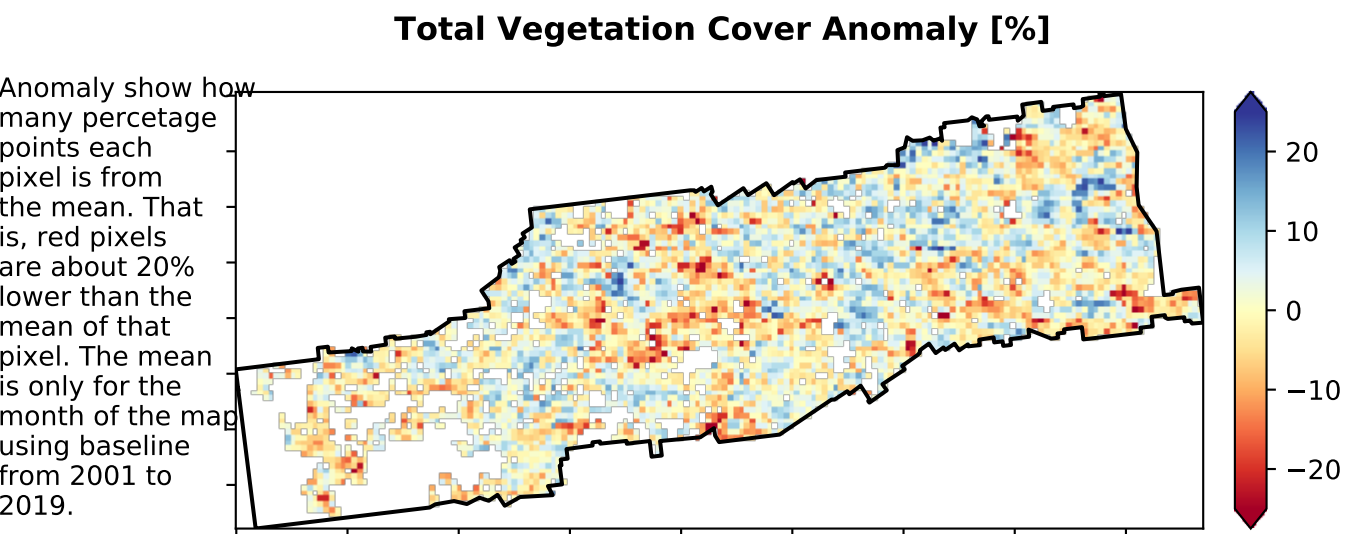 Total Vegetation Cover Anomaly [%]
Anomaly show how
many percetage
points each
pixel is from
the mean. That
is, red pixels
are about 20%
lower than the
mean of that
pixel. The mean
is only for the
month of the map
using baseline
from 2001 to
2019.
20
10
0
−10
−20